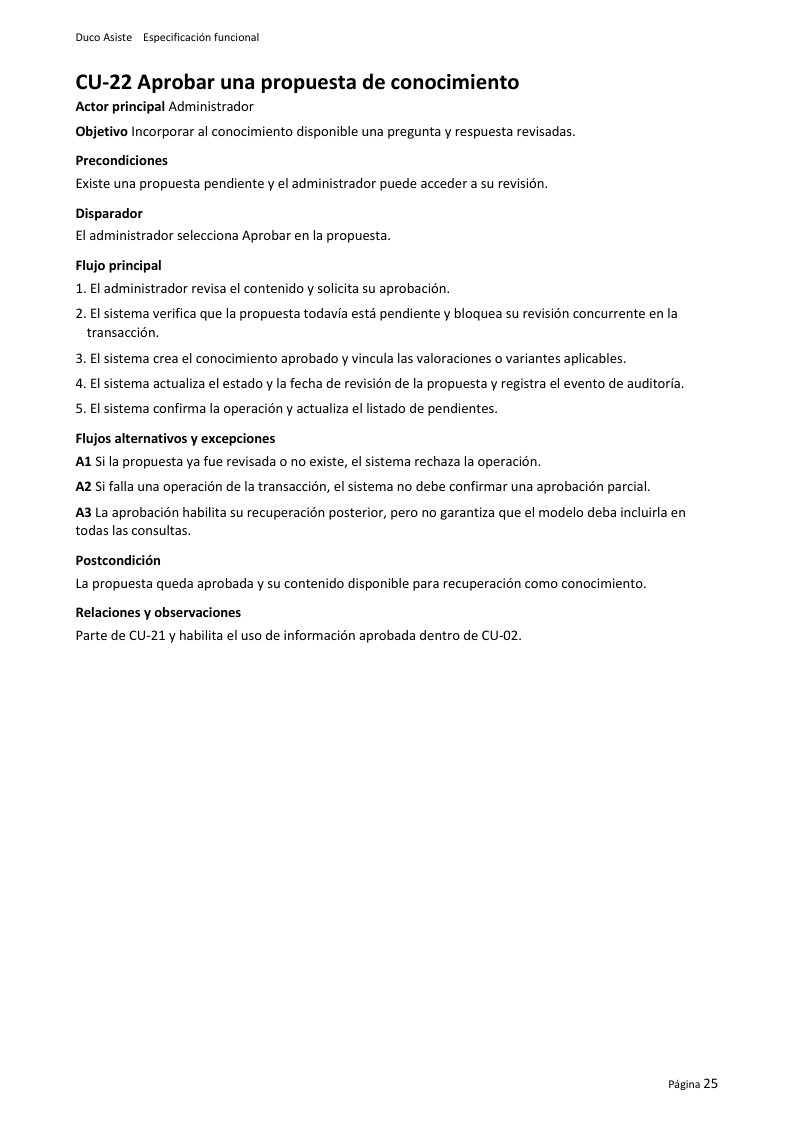 Duco Asiste Especificación funcional
CU-22 Aprobar una propuesta de conocimiento
Actor principal Administrador
Objetivo Incorporar al conocimiento disponible una pregunta y respuesta revisadas.
Precondiciones
Existe una propuesta pendiente y el administrador puede acceder a su revisión.
Disparador
El administrador selecciona Aprobar en la propuesta.
Flujo principal
1. El administrador revisa el contenido y solicita su aprobación.
2. El sistema verifica que la propuesta todavía está pendiente y bloquea su revisión concurrente en la
transacción.
3. El sistema crea el conocimiento aprobado y vincula las valoraciones o variantes aplicables.
4. El sistema actualiza el estado y la fecha de revisión de la propuesta y registra el evento de auditoría.
5. El sistema confirma la operación y actualiza el listado de pendientes.
Flujos alternativos y excepciones
A1 Si la propuesta ya fue revisada o no existe, el sistema rechaza la operación.
A2 Si falla una operación de la transacción, el sistema no debe confirmar una aprobación parcial.
A3 La aprobación habilita su recuperación posterior, pero no garantiza que el modelo deba incluirla en
todas las consultas.
Postcondición
La propuesta queda aprobada y su contenido disponible para recuperación como conocimiento.
Relaciones y observaciones
Parte de CU-21 y habilita el uso de información aprobada dentro de CU-02.
Página 25